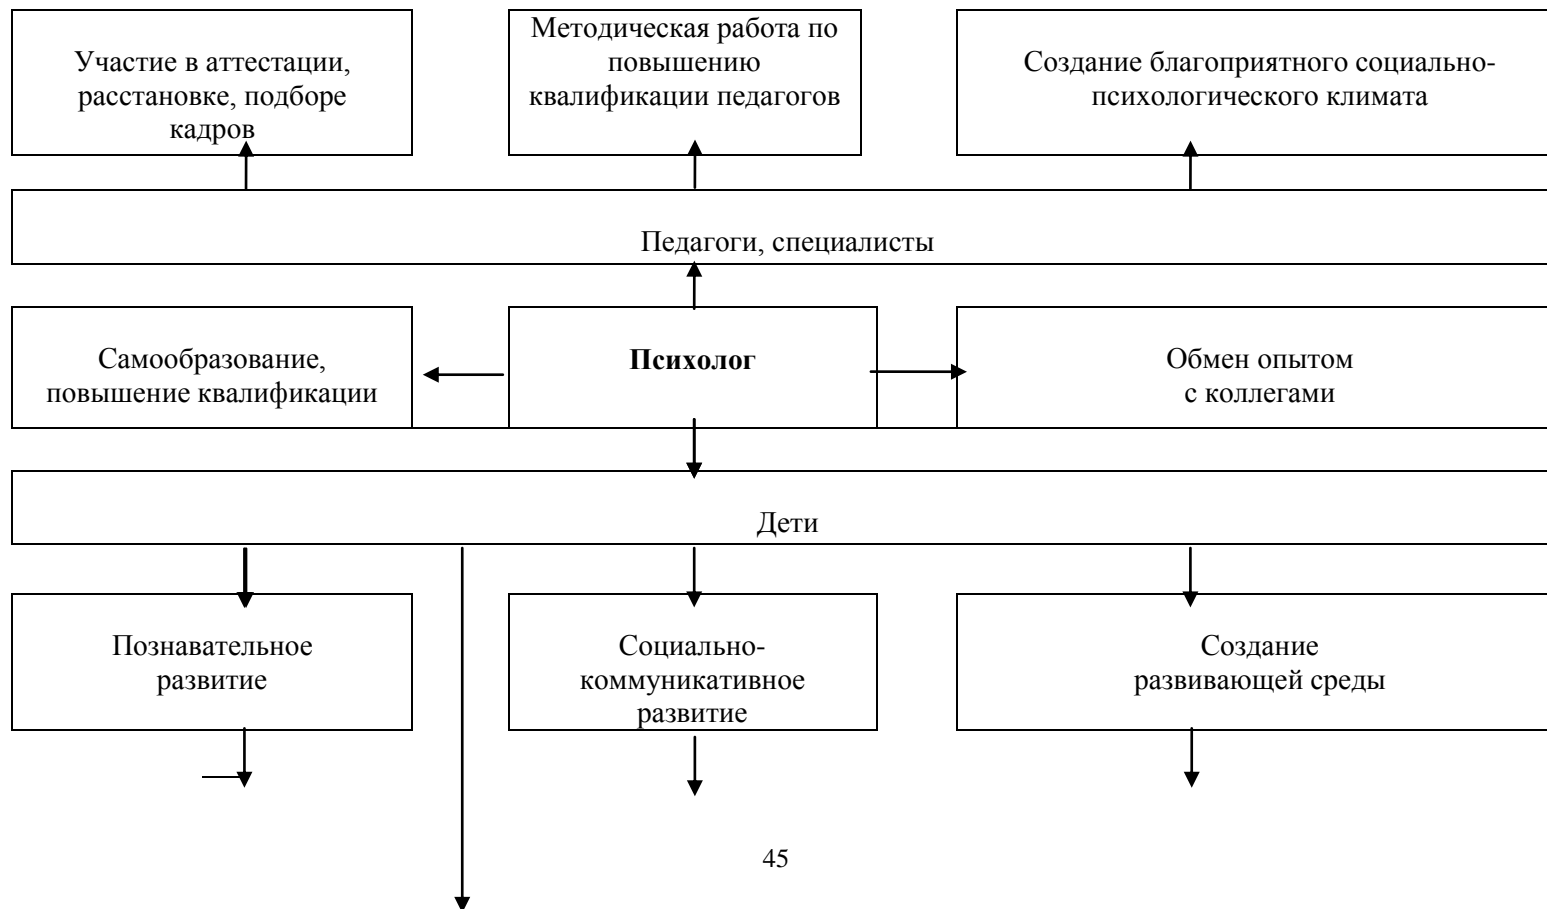 Участие в аттестации,
расстановке, подборе
кадров
Методическая работа по
повышению
квалификации педагогов
Создание благоприятного социально-
психологического климата
Педагоги, специалисты
Самообразование,
повышение квалификации
Психолог
Обмен опытом
с коллегами
Дети
Познавательное
развитие
Социально-
коммуникативное
развитие
Создание
развивающей среды
45